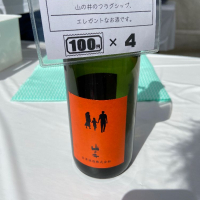 山の井のフラグシップ。
エレガントなお酒です。
100ml × 4